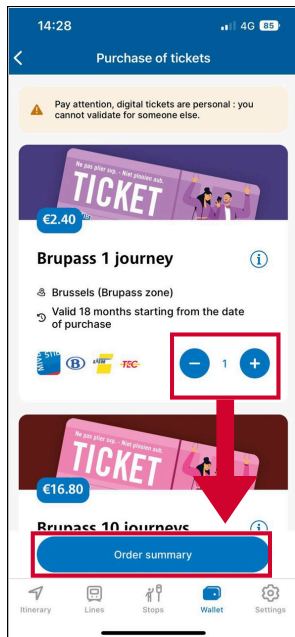 14:28
4G 85
Purchase of tickets
Pay attention, digital tickets are personal : you
cannot validate for someone else.
Ne pas plier svp. - Niet plooien aub.
TICKET
€2.40
Brupass 1 journey
Brussels (Brupass zone)
Valid 18 months starting from the date
of purchase
B
TEC
1
Ne pas plier svp. - Niet plooien aub.
TICKET
€16.80
Brupass 10 journeys
Order summary
Itinerary
Lines
Stops
Wallet
Settings